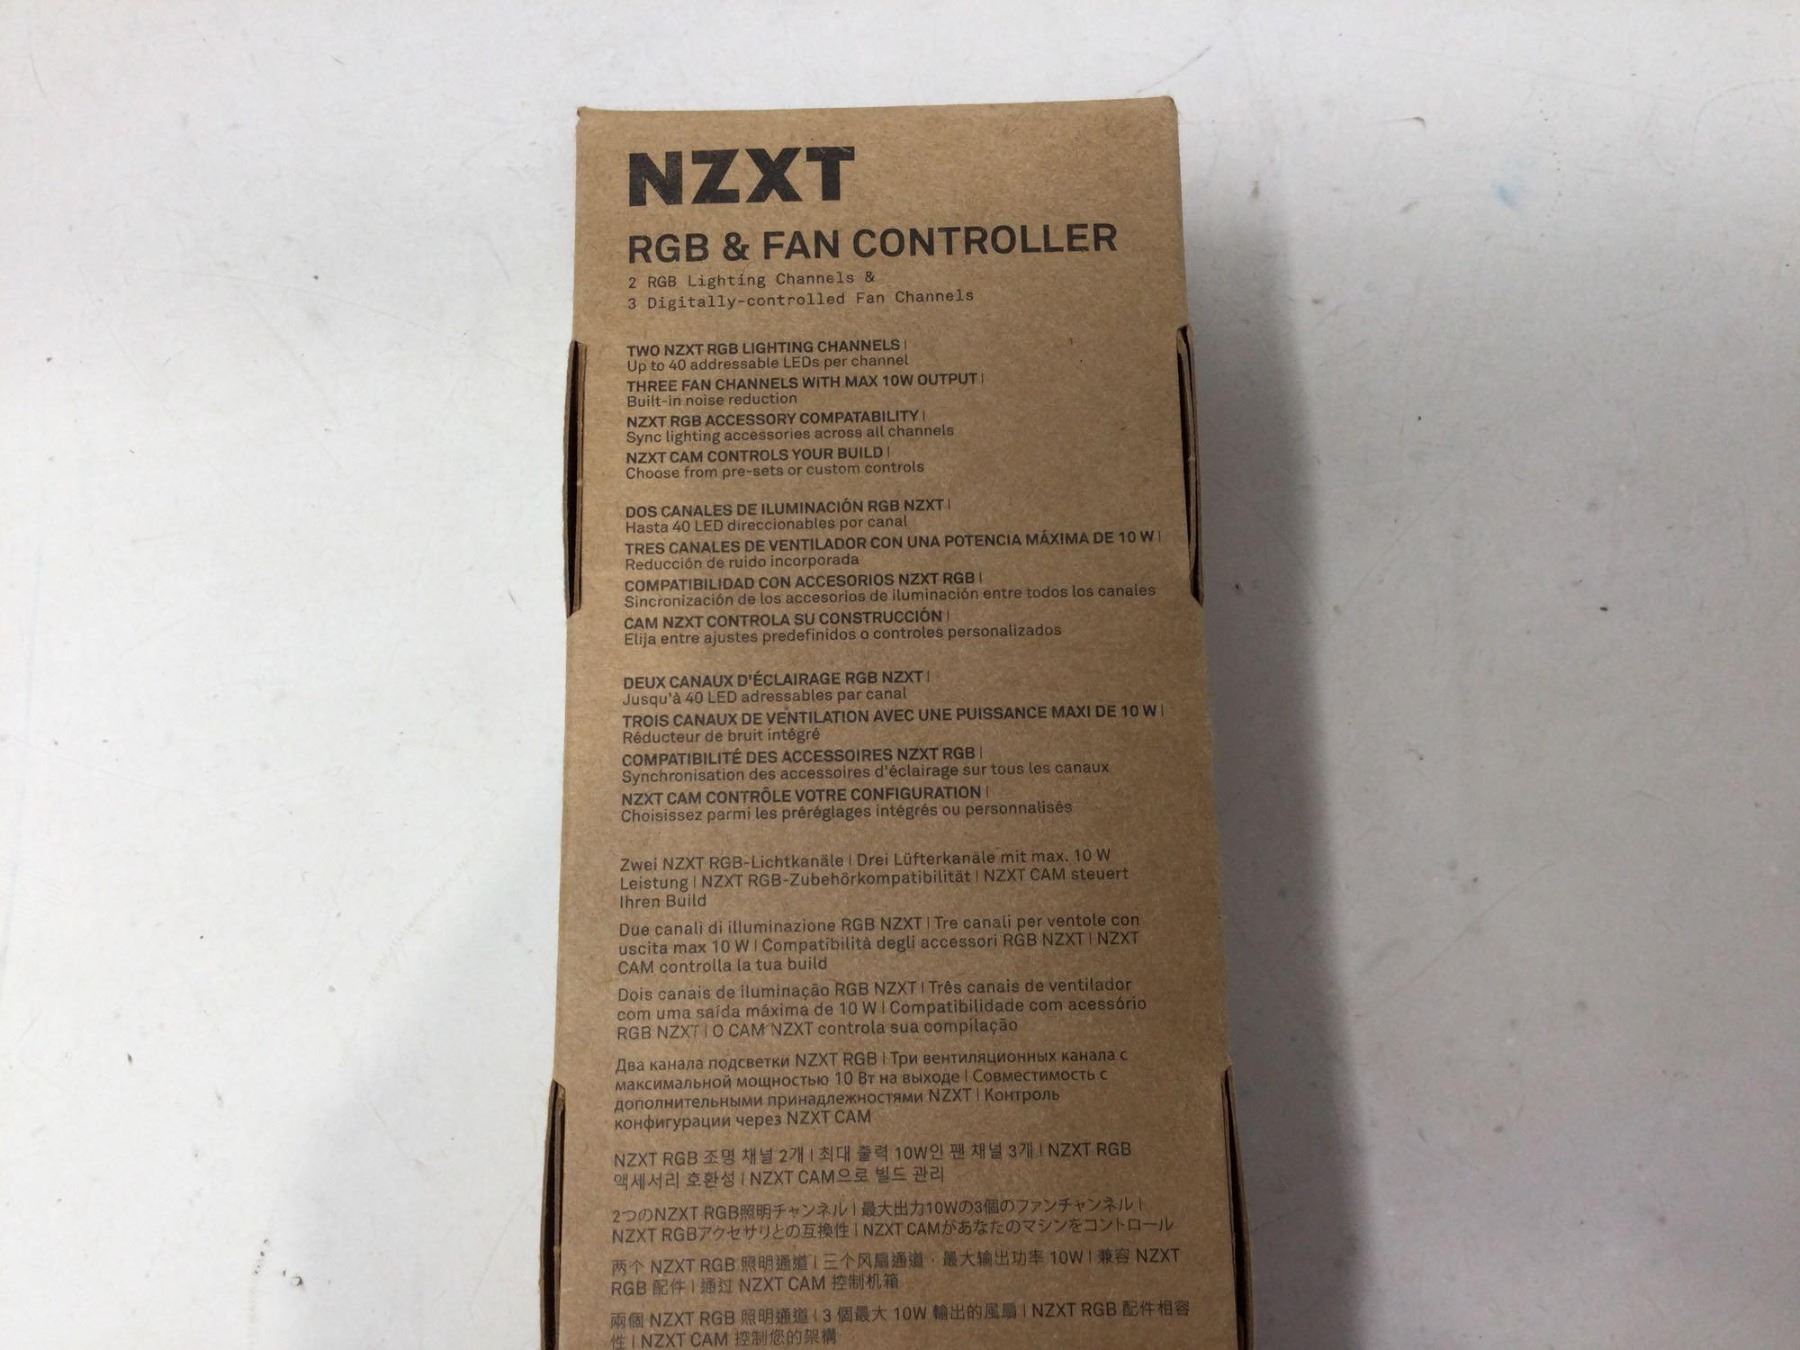 NZXT
RGB & FAN CONTROLLER
2 RGB Lighting Channels &
3 Digitally-controlled Fan Channels
TWO NZXT RGB LIGHTING CHANNELS |
Up to 40 addressable LEDs per channel
THREE FAN CHANNELS WITH MAX 10W OUTPUT |
Built-in noise reduction
NZXT RGB ACCESSORY COMPATABILITY |
Sync lighting accessories across all channels
NZXT CAM CONTROLS YOUR BUILD |
Choose from pre-sets or custom controls
DOS CANALES DE ILUMINACIÓN RGB NZXT |
Hasta 40 LED direccionables por canal
TRES CANALES DE VENTILADOR CON UNA POTENCIA MÁXIMA DE 10 W |
Reducción de ruido incorporada
COMPATIBILIDAD CON ACCESORIOS NZXT RGB |
Sincronización de los accesorios de iluminación entre todos los canales
CAM NZXT CONTROLA SU CONSTRUCCIÓN |
Elija entre ajustes predefinidos o controles personalizados
DEUX CANAUX D'ÉCLAIRAGE RGB NZXT |
Jusqu'à 40 LED adressables par canal
TROIS CANAUX DE VENTILATION AVEC UNE PUISSANCE MAXI DE 10 W |
Réducteur de bruit intégré
COMPATIBILITÉ DES ACCESSOIRES NZXT RGB |
Synchronisation des accessoires d'éclairage sur tous les canaux
NZXT CAM CONTRÔLE VOTRE CONFIGURATION |
Choisissez parmi les préréglages intégrés ou personnalisés
Zwei NZXT RGB-Lichtkanäle | Drei Lüfterkanäle mit max. 10 W
Leistung | NZXT RGB-Zubehörkompatibilität | NZXT CAM steuert
Ihren Build
Due canali di illuminazione RGB NZXT | Tre canali per ventole con
uscita max 10 W | Compatibilità degli accessori RGB NZXT | NZXT
CAM controlla la tua build
Dois canais de iluminação RGB NZXT | Três canais de ventilador
com uma saída máxima de 10 W | Compatibilidade com acessório
RGB NZXT | O CAM NZXT controla sua compilação
Два канала подсветки NZXT RGB | Три вентиляционных канала с
максимальной мощностью 10 Вт на выходе | Совместимость с
дополнительными принадлежностями NZXT | Контроль
конфигурации через NZXT CAM
NZXT RGB 조명 채널 2개 | 최대 출력 10W인 팬 채널 3개 | NZXT RGB
액세서리 호환성 | NZXT CAM으로 빌드 관리
2つのNZXT RGB照明チャンネル | 最大出力10Wの3個のファンチャンネル |
NZXT RGBアクセサリとの互換性 | NZXT CAMがあなたのマシンをコントロール
两个 NZXT RGB 照明通道 | 三个风扇通道 · 最大输出功率 10W | 兼容 NZXT
RGB 配件 | 通过 NZXT CAM 控制机箱
兩個 NZXT RGB 照明通道 | 3 個最大 10W 輸出的風扇 | NZXT RGB 配件相容
性 | NZXT CAM 控制您的架構